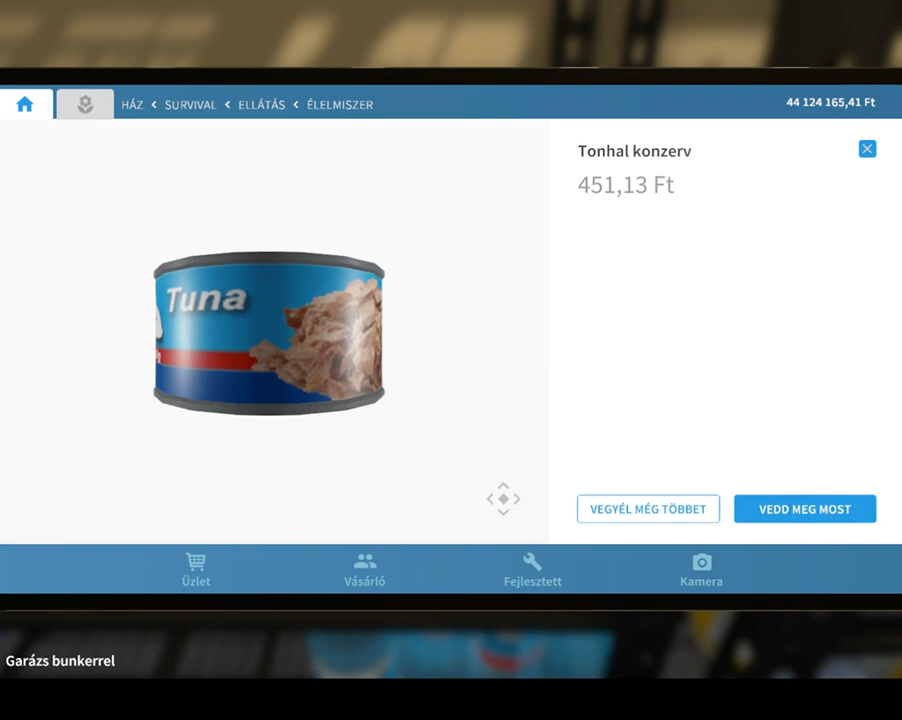 HÁZ < SURVIVAL < ELLÁTÁS < ÉLELMISZER
44 124 165,41 Ft
Tonhal konzerv
451,13 Ft
Tuna
VEGYÉL MÉG TÖBBET
VEDD MEG MOST
Üzlet
Vásárló
Fejlesztett
Kamera
Garázs bunkerrel